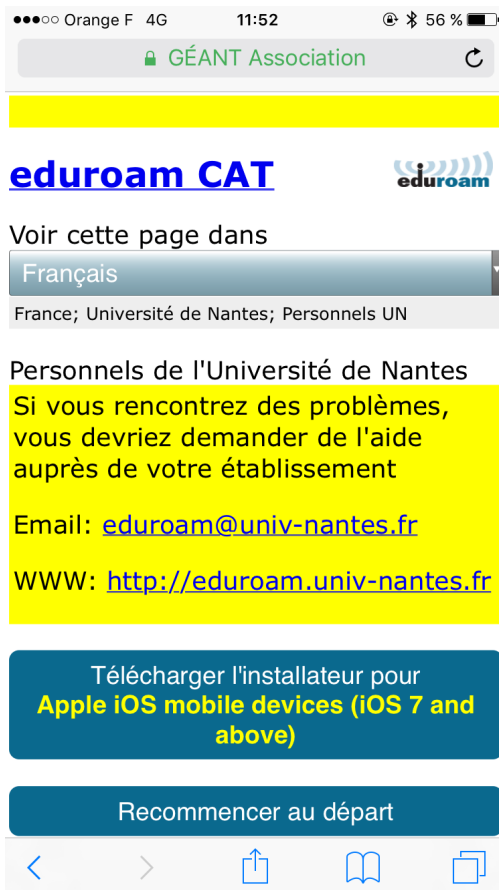 Orange F 4G 11:52 56 %
GÉANT Association
eduroam CAT
eduroam
Voir cette page dans
Français
France; Université de Nantes; Personnels UN
Personnels de l'Université de Nantes
Si vous rencontrez des problèmes,
vous devriez demander de l'aide
auprès de votre établissement
Email: eduroam@univ-nantes.fr
WWW: http://eduroam.univ-nantes.fr
Télécharger l'installateur pour
Apple iOS mobile devices (iOS 7 and
above)
Recommencer au départ